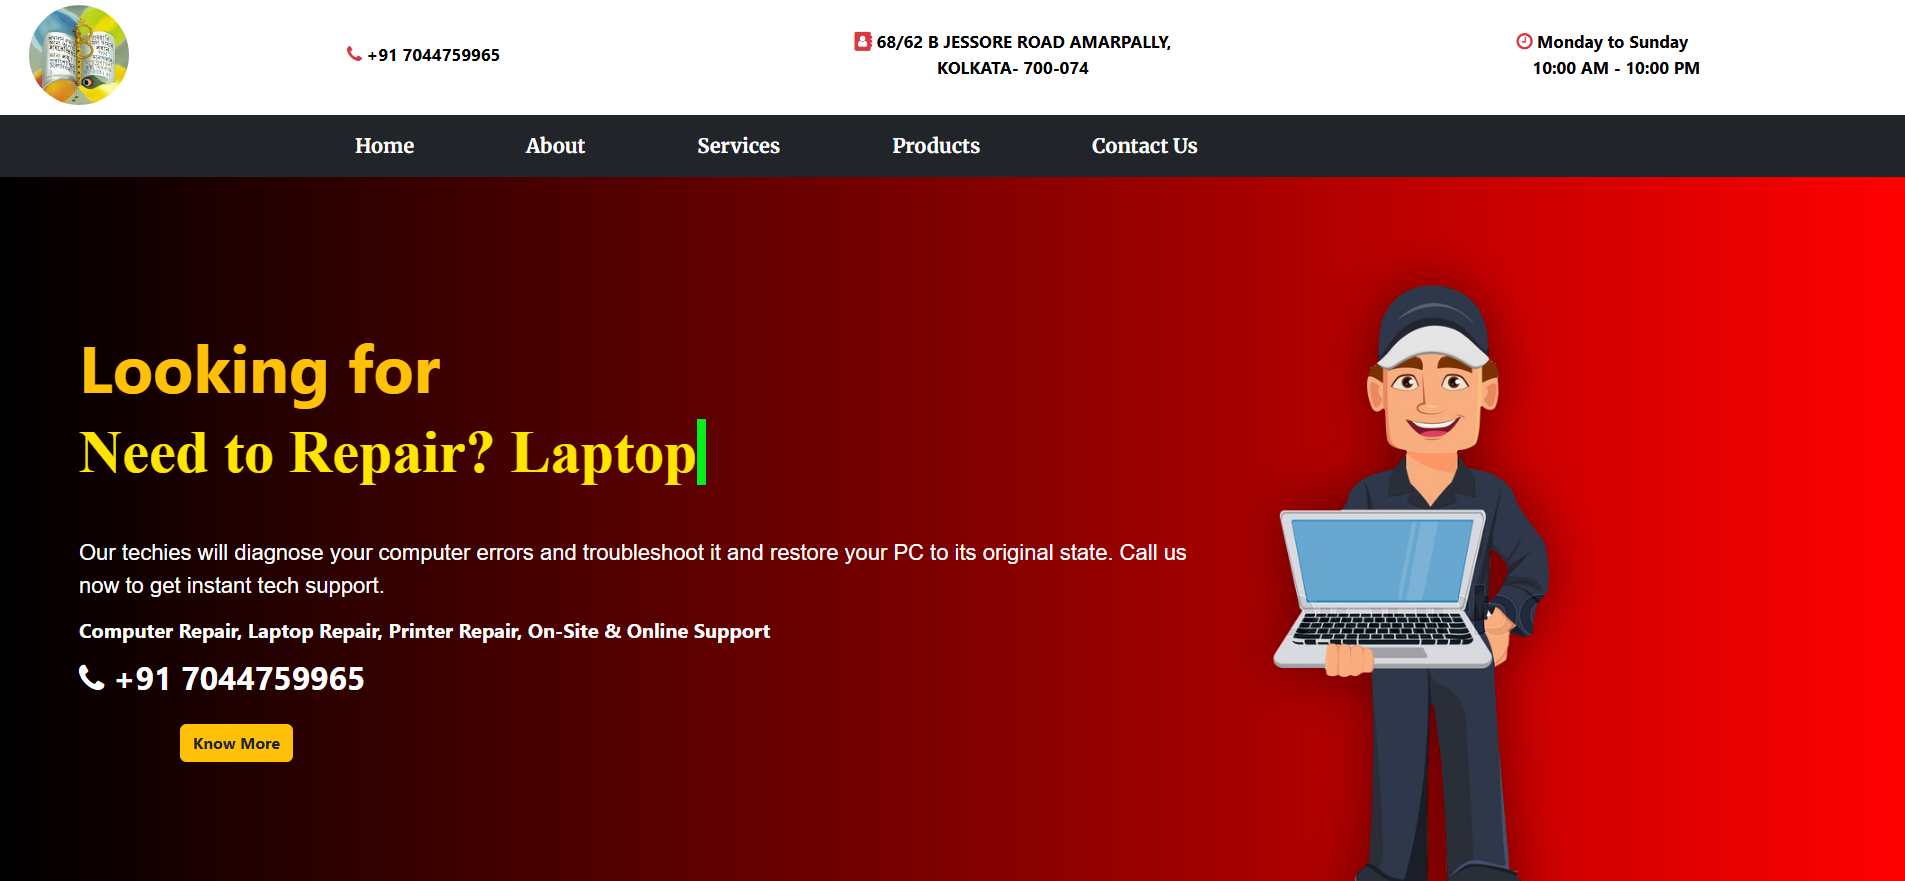 +91 7044759965
68/62 B JESSORE ROAD AMARPALLY,
KOLKATA- 700-074
Monday to Sunday
10:00 AM - 10:00 PM
Home
About
Services
Products
Contact Us
Looking for
Need to Repair? Laptop
Our techies will diagnose your computer errors and troubleshoot it and restore your PC to its original state. Call us
now to get instant tech support.
Computer Repair, Laptop Repair, Printer Repair, On-Site & Online Support
+91 7044759965
Know More